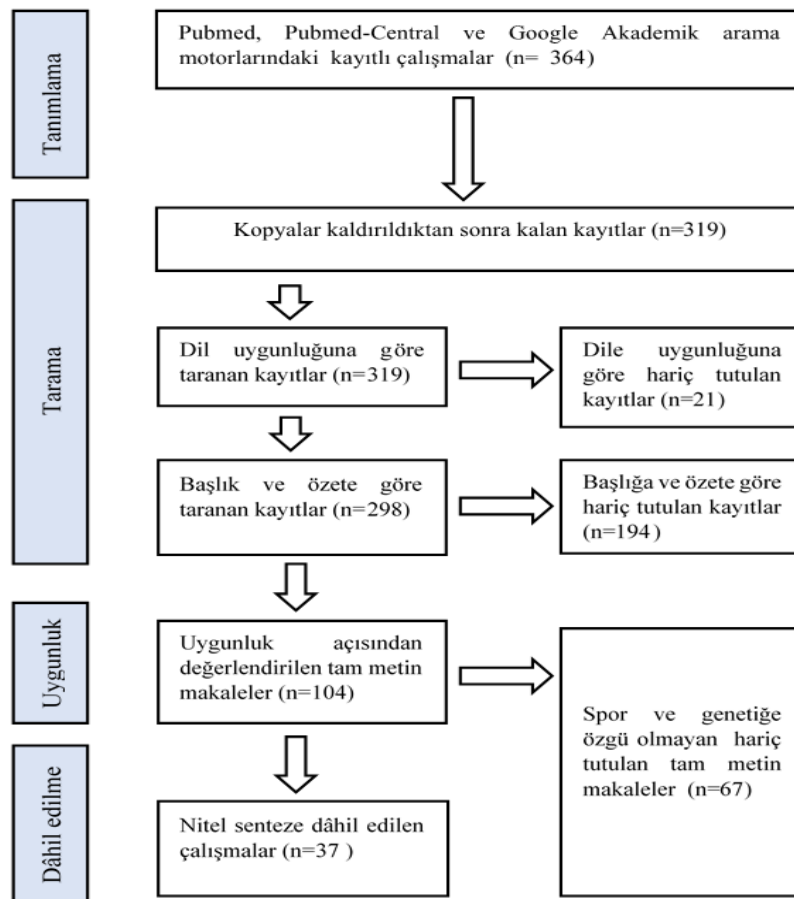 Tanımlama
Pubmed, Pubmed-Central ve Google Akademik arama
motorlarındaki kayıtlı çalışmalar (n= 364)
Tarama
Kopyalar kaldırıldıktan sonra kalan kayıtlar (n=319)
Dil uygunluğuna göre
taranan kayıtlar (n=319)
Dile uygunluğuna
göre hariç tutulan
kayıtlar (n=21)
Başlık ve özete göre
taranan kayıtlar (n=298)
Başlığa ve özete göre
hariç tutulan kayıtlar
(n=194)
Uygunluk
Uygunluk açısından
değerlendirilen tam metin
makaleler (n=104)
Spor ve genetiğe
özgü olmayan hariç
tutulan tam metin
makaleler (n=67)
Dâhil edilme
Nitel senteze dâhil edilen
çalışmalar (n=37 )